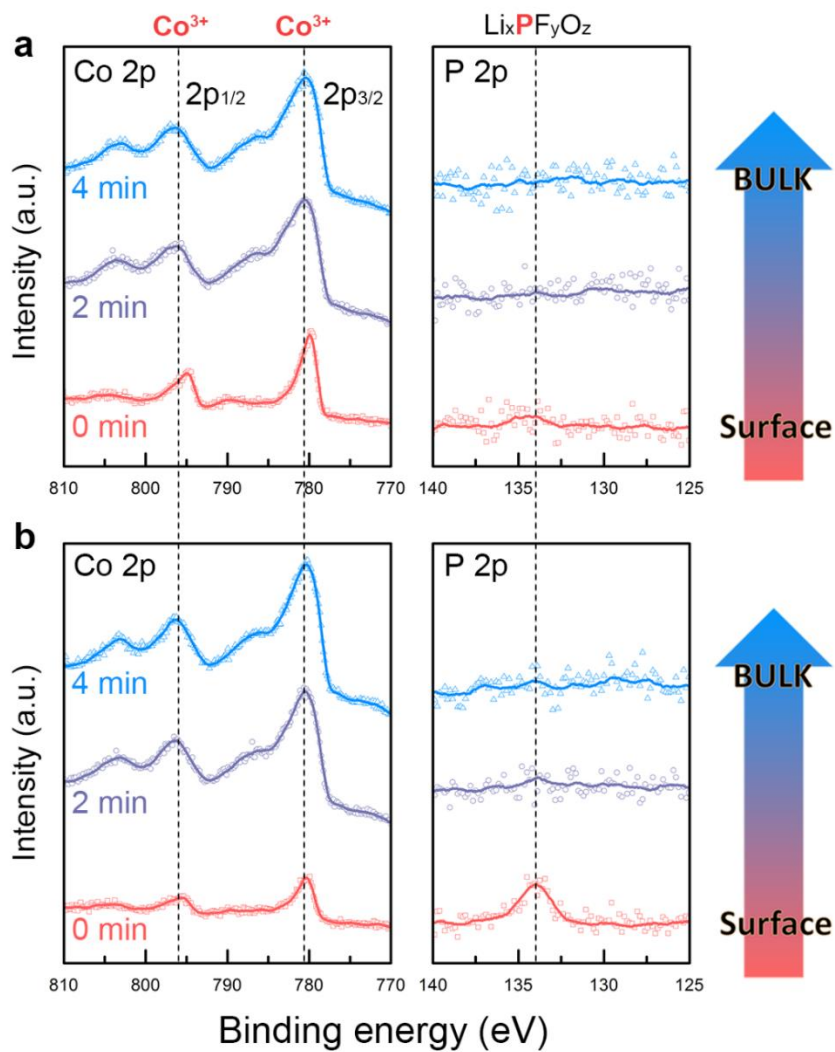 Co³⁺ Co³⁺ LiₓPFᵧO_z
a
Co 2p
2p₁/₂
2p₃/₂
P 2p
4 min
2 min
0 min
Intensity (a.u.)
810 800 790 780 770
140 135 130 125
BULK
Surface
b
Co 2p
P 2p
4 min
2 min
0 min
Intensity (a.u.)
810 800 790 780 770
140 135 130 125
BULK
Surface
Binding energy (eV)